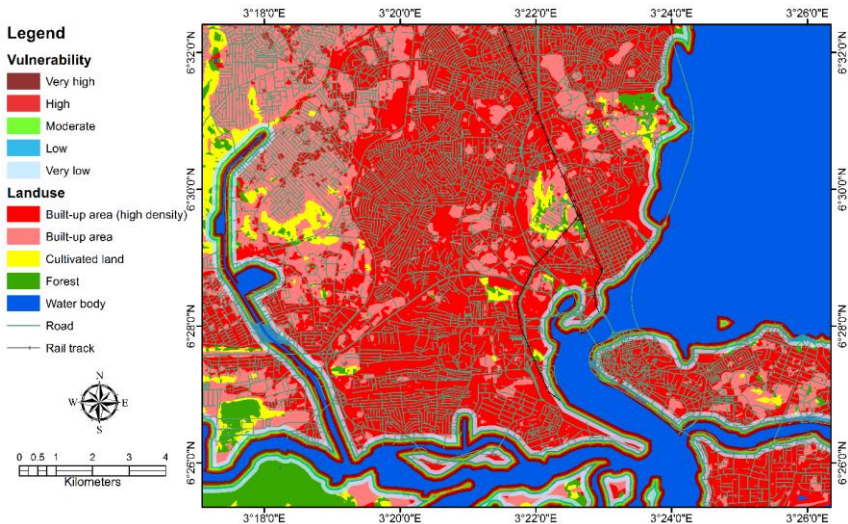 3°18'0"E 3°20'0"E 3°22'0"E 3°24'0"E 3°26'0"E
Legend
Vulnerability
Very high
High
Moderate
Low
Very low
Landuse
Built-up area (high density)
Built-up area
Cultivated land
Forest
Water body
Road
Rail track
N
W E
S
0 0.5 1 2 3 4
Kilometers
6°32'0"N
6°30'0"N
6°28'0"N
6°26'0"N
6°32'0"N
6°30'0"N
6°28'0"N
6°26'0"N
3°18'0"E 3°20'0"E 3°22'0"E 3°24'0"E 3°26'0"E